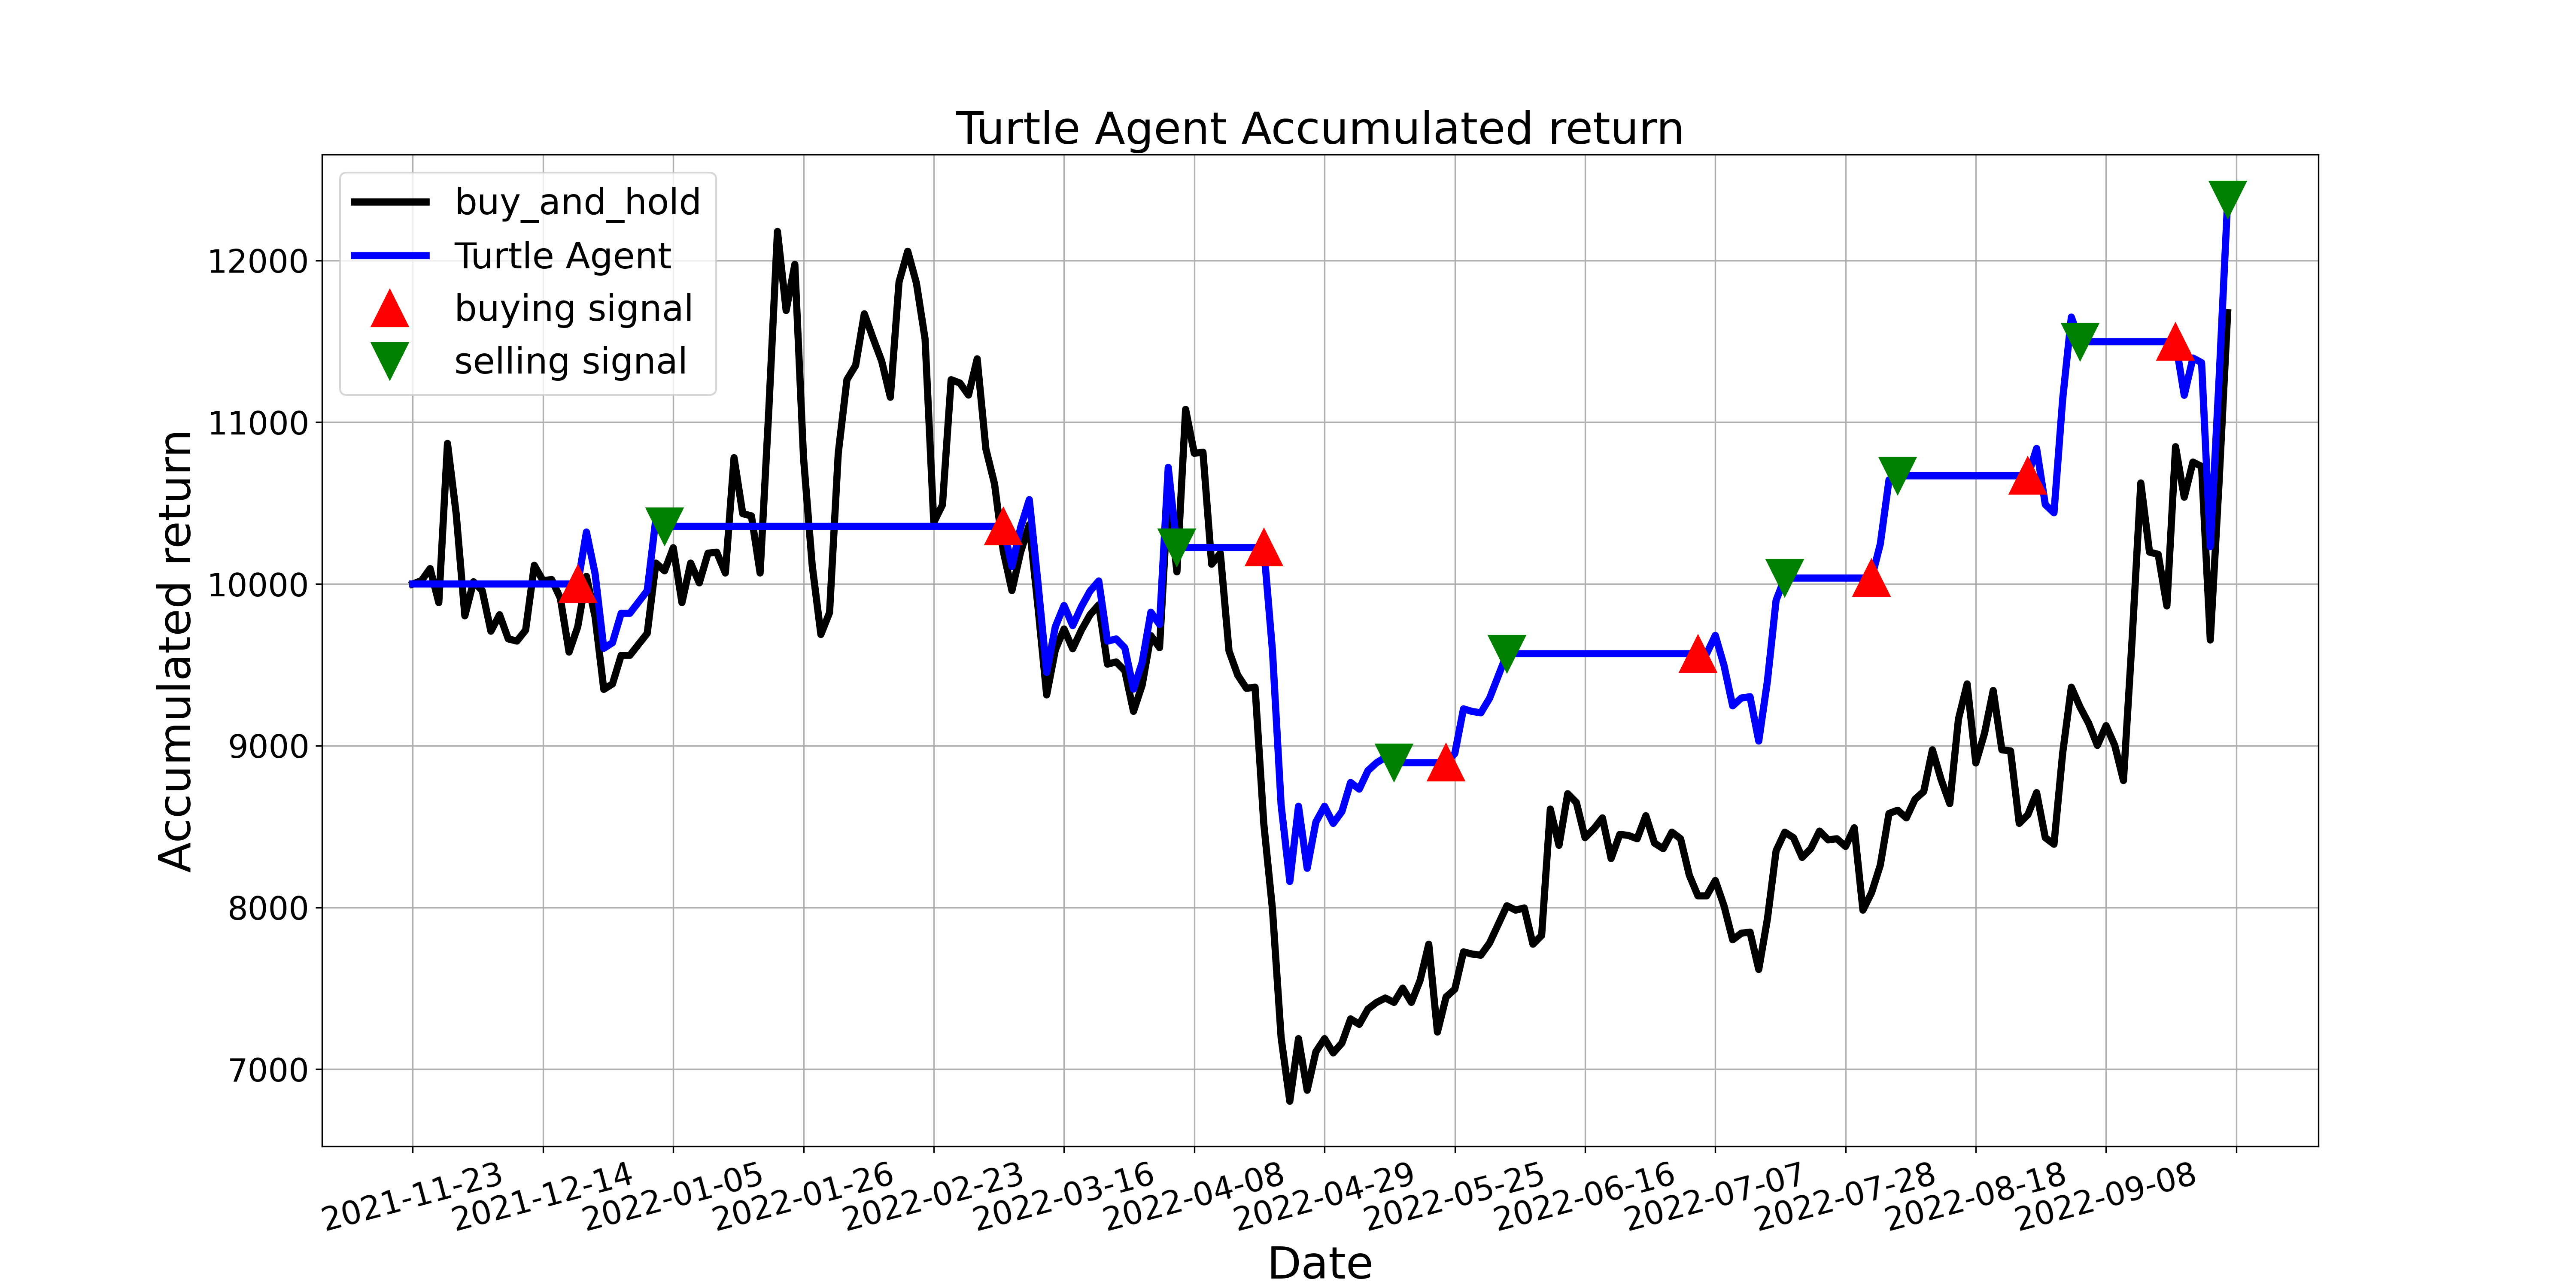 Turtle Agent Accumulated return
buy_and_hold
Turtle Agent
buying signal
selling signal
Accumulated return
12000
11000
10000
9000
8000
7000
2021-11-23
2021-12-14
2022-01-05
2022-01-26
2022-02-23
2022-03-16
2022-04-08
2022-04-29
2022-05-25
2022-06-16
2022-07-07
2022-07-28
2022-08-18
2022-09-08
Date